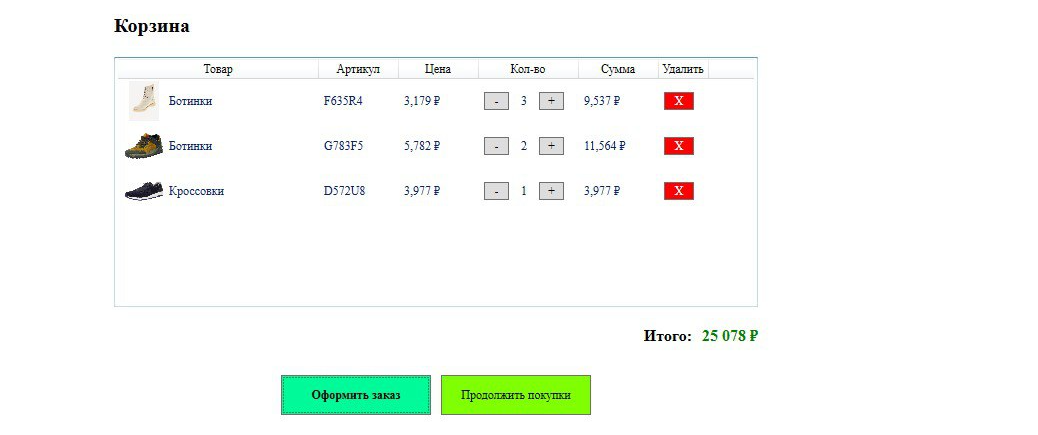 Корзина
Товар Артикул Цена Кол-во Сумма Удалить
Ботинки F635R4 3,179 ₽ - 3 + 9,537 ₽ X
Ботинки G783F5 5,782 ₽ - 2 + 11,564 ₽ X
Кроссовки D572U8 3,977 ₽ - 1 + 3,977 ₽ X
Итого: 25 078 ₽
Оформить заказ Продолжить покупки